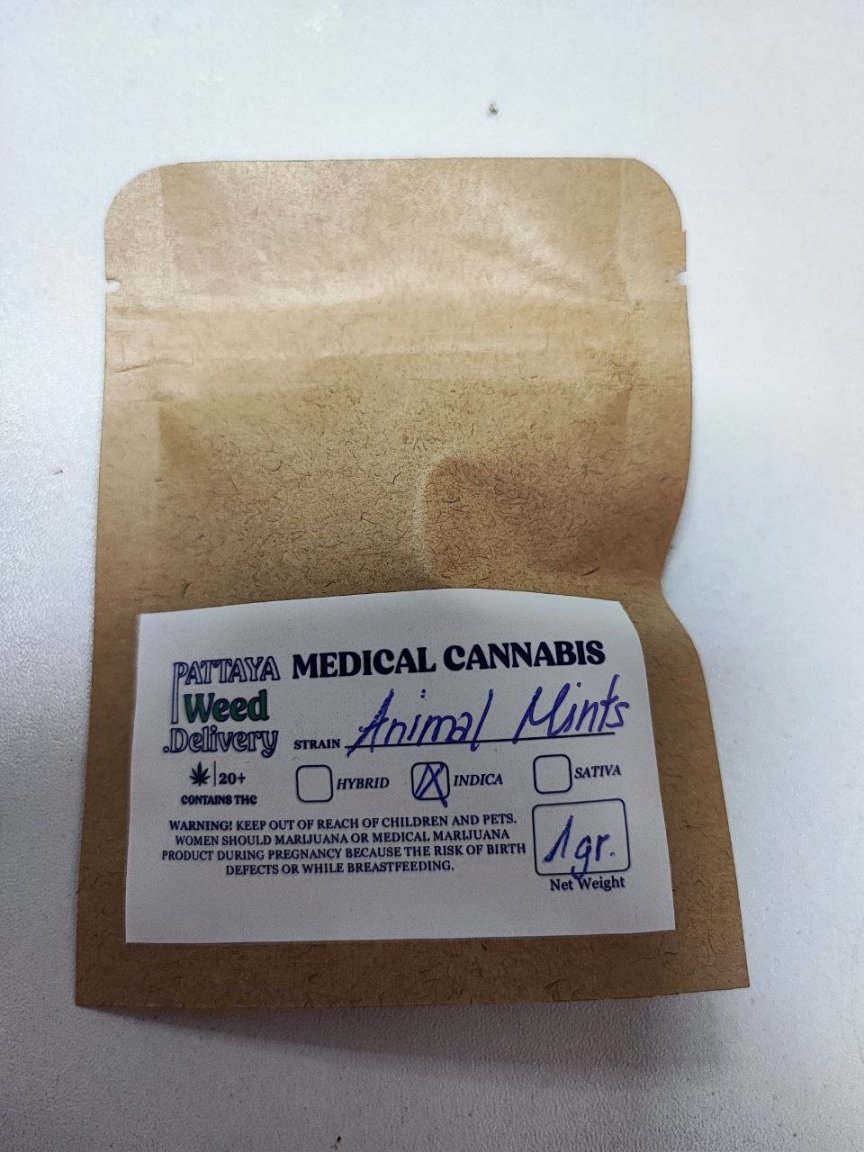 PATTAYA
Weed
.Delivery
MEDICAL CANNABIS
STRAIN Animal Mints
20+
CONTAINS THC
HYBRID
INDICA
SATIVA
WARNING! KEEP OUT OF REACH OF CHILDREN AND PETS.
WOMEN SHOULD MARIJUANA OR MEDICAL MARIJUANA
PRODUCT DURING PREGNANCY BECAUSE THE RISK OF BIRTH
DEFECTS OR WHILE BREASTFEEDING.
1 gr.
Net Weight